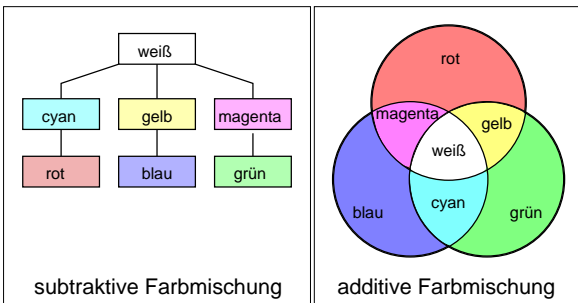 weiß
cyan gelb magenta
rot blau grün
subtraktive Farbmischung
rot
magenta gelb
weiß
blau cyan grün
additive Farbmischung